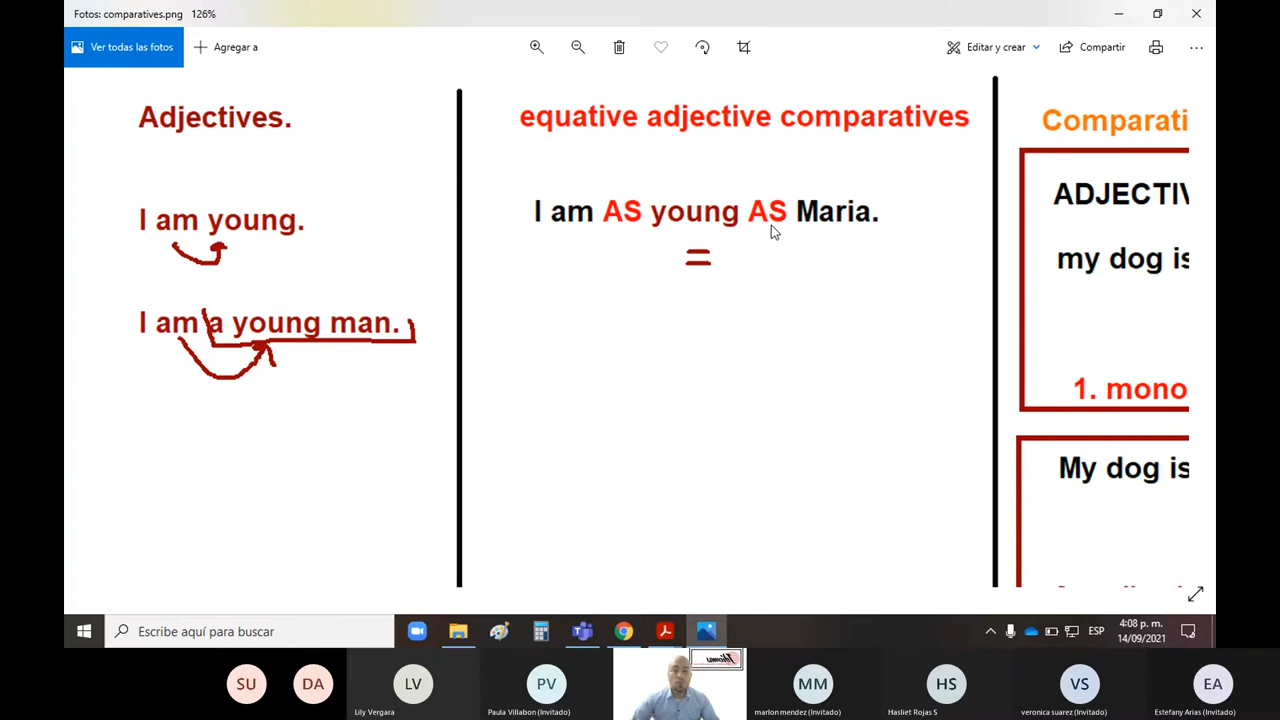 Fotos: comparatives.png 126%
Ver todas las fotos
Agregar a
Editar y crear
Compartir
Adjectives.
I am young.
I am a young man.
equative adjective comparatives
I am AS young AS Maria.
=
Comparati
ADJECTIV
my dog is
1. mono
My dog is
Escribe aquí para buscar
ESP
4:08 p. m.
14/09/2021
SU
DA
LV
Lily Vergara
PV
Paula Villabon (Invitado)
MM
marlon mendez (Invitado)
HS
Hasliet Rojas S
VS
veronica suarez (Invitado)
EA
Estefany Arias (Invitado)